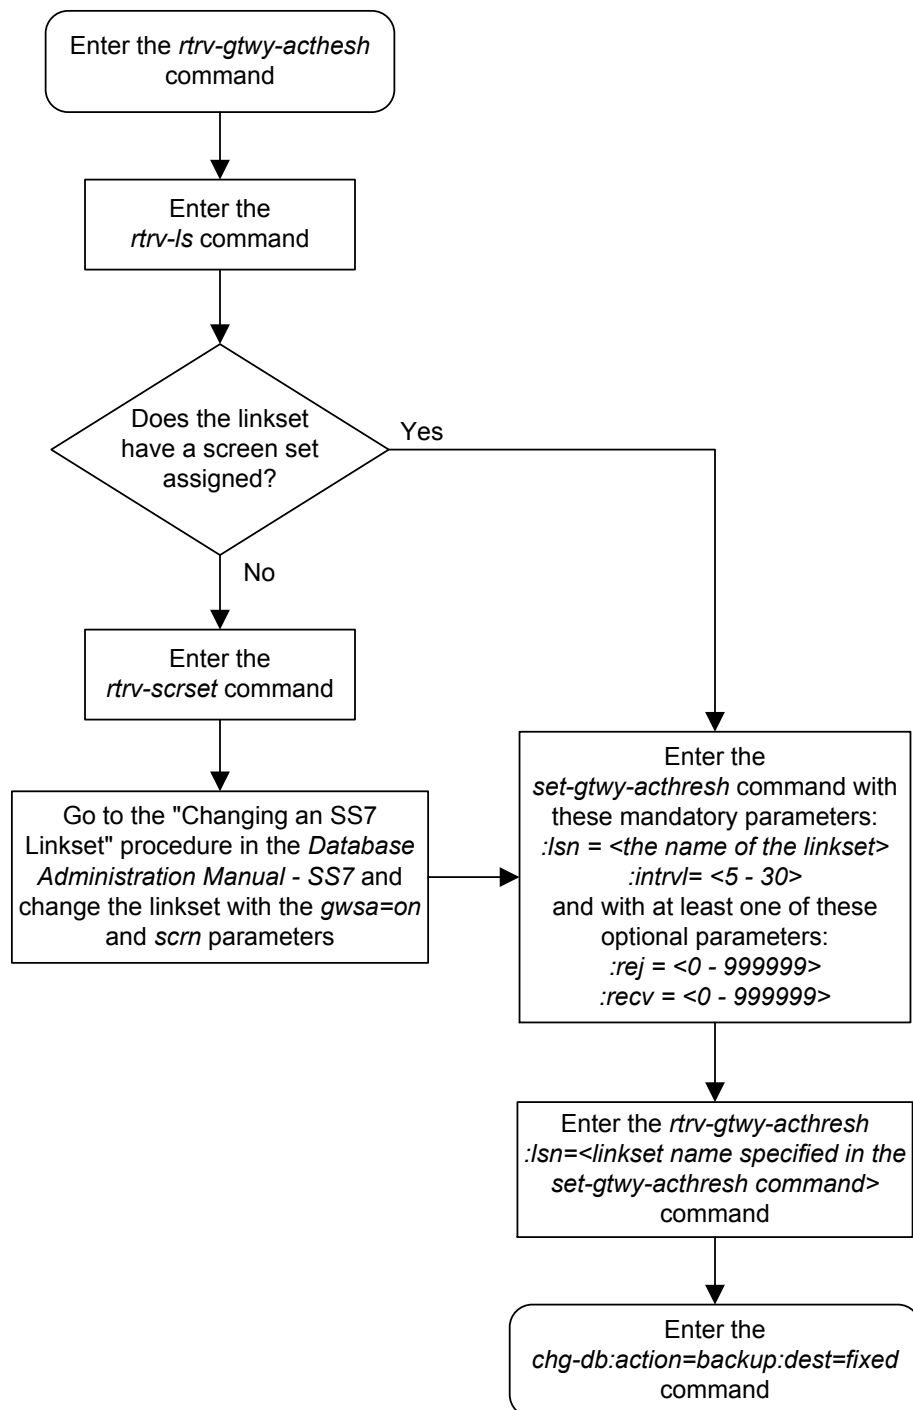 Enter the rtrv-gtwy-acthesh
command
Enter the
rtrv-ls command
Does the linkset
have a screen set
assigned?
Yes
No
Enter the
rtrv-scrset command
Go to the "Changing an SS7
Linkset" procedure in the Database
Administration Manual - SS7 and
change the linkset with the gwsa=on
and scrn parameters
Enter the
set-gtwy-acthresh command with
these mandatory parameters:
:lsn = <the name of the linkset>
:intrvl= <5 - 30>
and with at least one of these
optional parameters:
:rej = <0 - 999999>
:recv = <0 - 999999>
Enter the rtrv-gtwy-acthresh
:lsn=<linkset name specified in the
set-gtwy-acthresh command>
command
Enter the
chg-db:action=backup:dest=fixed
command